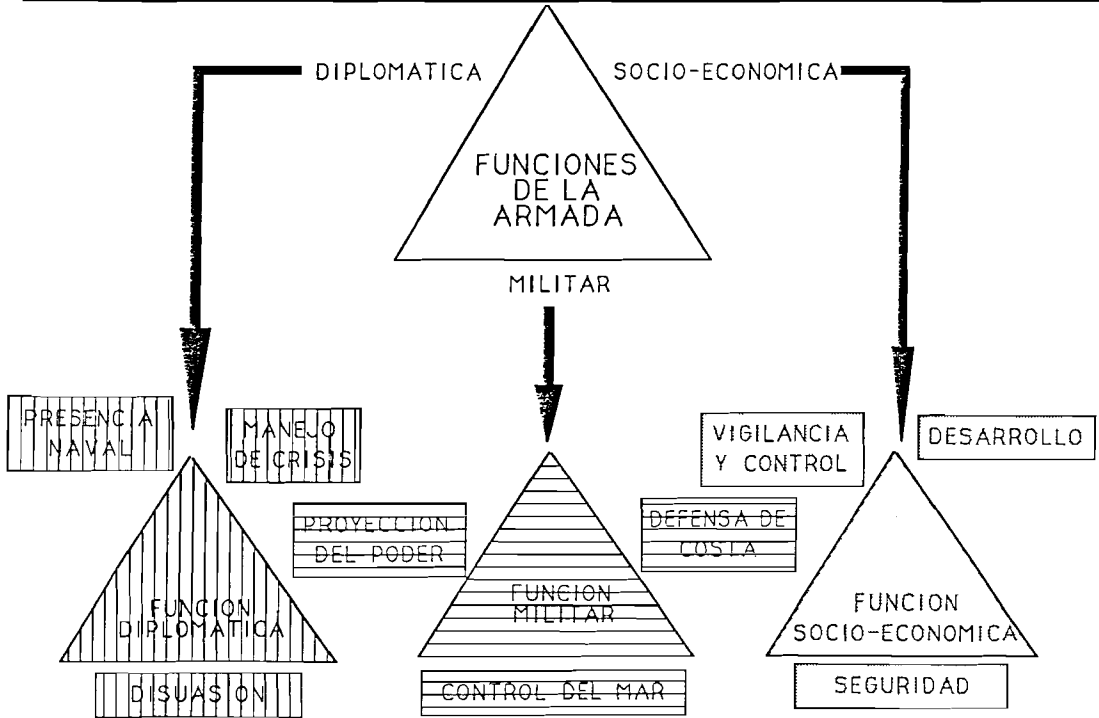 DIPLOMATICA
SOCIO-ECONOMICA
FUNCIONES
DE LA
ARMADA
MILITAR
PRESENCIA
NAVAL
MANEJO
DE CRISIS
VIGILANCIA
Y CONTROL
DESARROLLO
PROYECCION
DEL PODER
DEFENSA DE
COSTA
FUNCION
DIPLOMATICA
FUNCION
MILITAR
FUNCION
SOCIO-ECONOMICA
DISUASION
CONTROL DEL MAR
SEGURIDAD